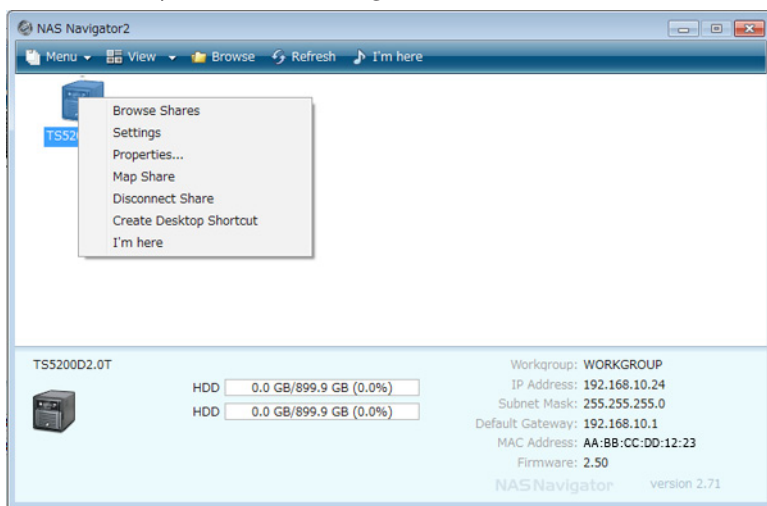 NAS Navigator2
Menu View Browse Refresh I'm here
TS52
Browse Shares
Settings
Properties...
Map Share
Disconnect Share
Create Desktop Shortcut
I'm here
TS5200D2.0T
HDD 0.0 GB/899.9 GB (0.0%)
HDD 0.0 GB/899.9 GB (0.0%)
Workgroup: WORKGROUP
IP Address: 192.168.10.24
Subnet Mask: 255.255.255.0
Default Gateway: 192.168.10.1
MAC Address: AA:BB:CC:DD:12:23
Firmware: 2.50
NAS Navigator version 2.71